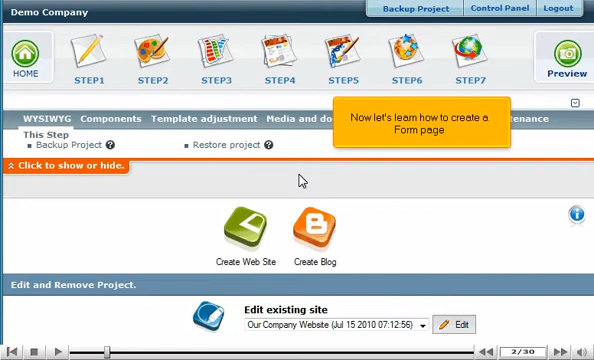 Demo Company
Backup Project
Control Panel
Logout
HOME
STEP1
STEP2
STEP3
STEP4
STEP5
STEP6
STEP7
Preview
WYSIWYG
Components
Template adjustment
Media and do
tenance
Now let's learn how to create a
Form page
This Step
Backup Project
Restore project
Click to show or hide.
Create Web Site
Create Blog
Edit and Remove Project.
Edit existing site
Our Company Website (Jul 15 2010 07:12:56)
Edit
2/30